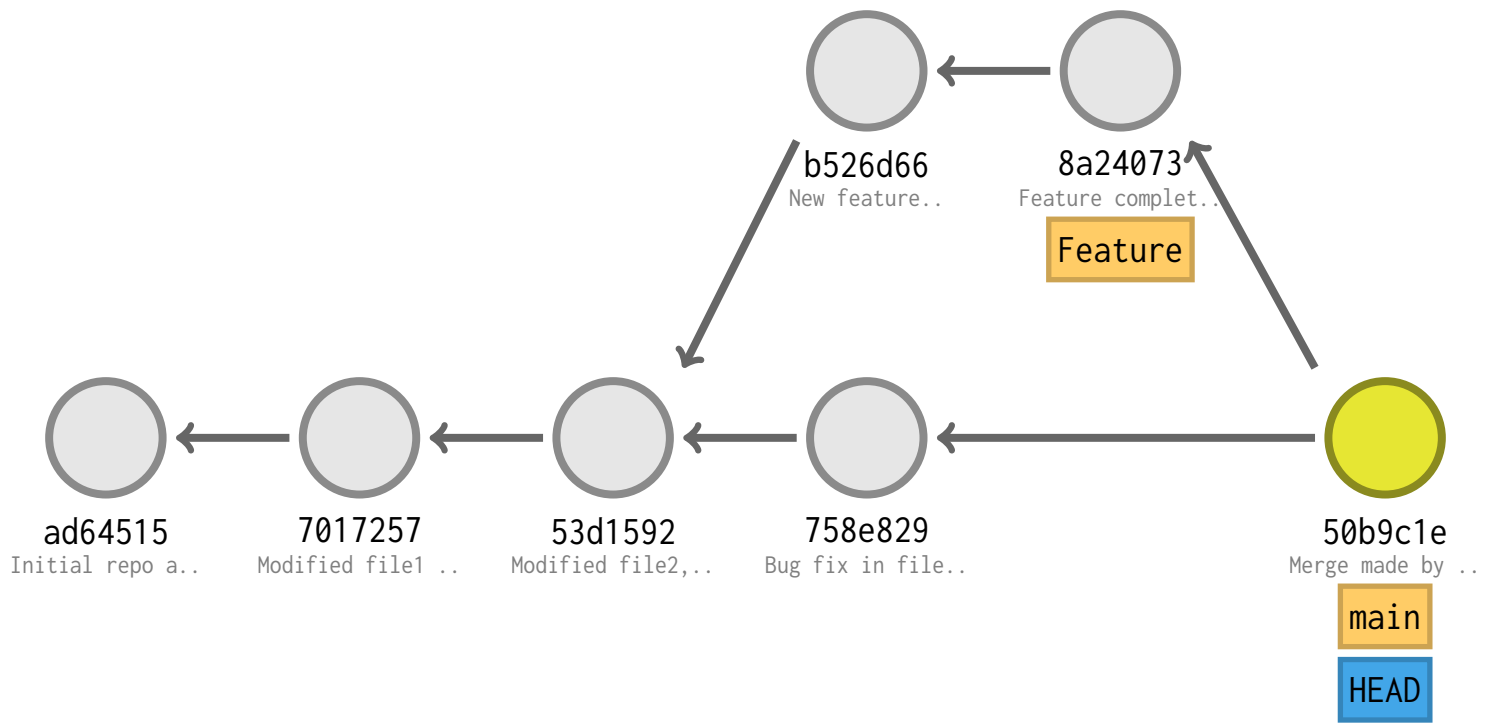 b526d66
New feature..
8a24073
Feature complet..
Feature
ad64515
Initial repo a..
7017257
Modified file1 ..
53d1592
Modified file2,..
758e829
Bug fix in file..
50b9c1e
Merge made by ..
main
HEAD